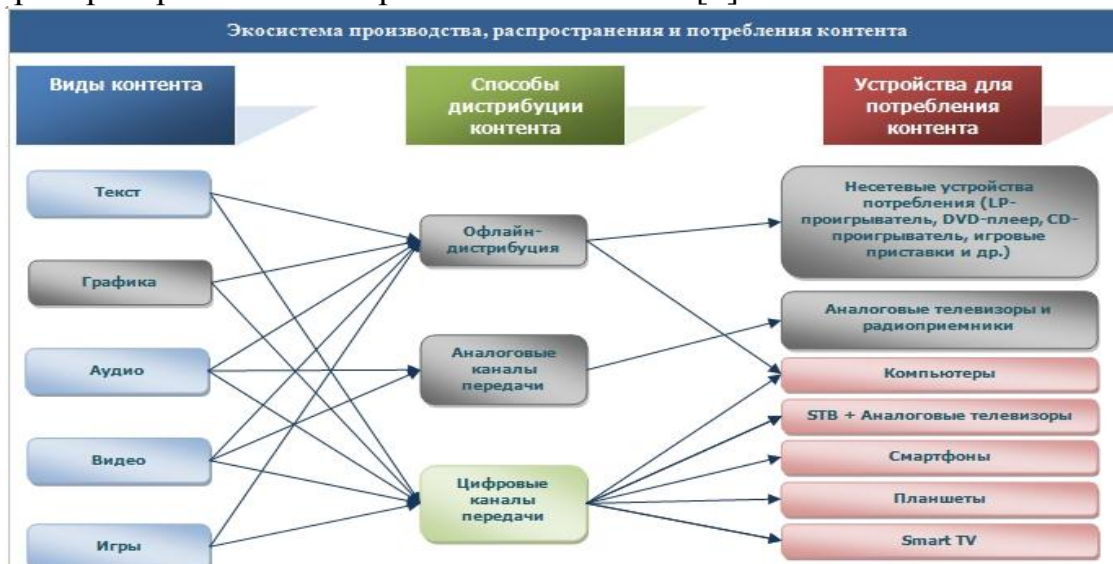 Экосистема производства, распространения и потребления контента
Виды контента
Способы
дистрибуции
контента
Устройства для
потребления
контента
Текст
Графика
Аудио
Видео
Игры
Офлайн-
дистрибуция
Аналоговые
каналы
передачи
Цифровые
каналы
передачи
Несетевые устройства
потребления (LP-
проигрыватель, DVD-плеер, CD-
проигрыватель, игровые
приставки и др.)
Аналоговые телевизоры и
радиоприемники
Компьютеры
STB + Аналоговые телевизоры
Смартфоны
Планшеты
Smart TV